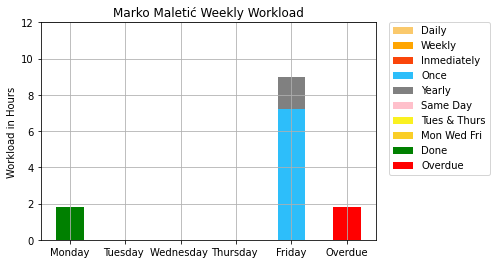 Marko Maletić Weekly Workload
Workload in Hours
12
10
8
6
4
2
0
Monday Tuesday Wednesday Thursday Friday Overdue
Daily
Weekly
Inmediately
Once
Yearly
Same Day
Tues & Thurs
Mon Wed Fri
Done
Overdue